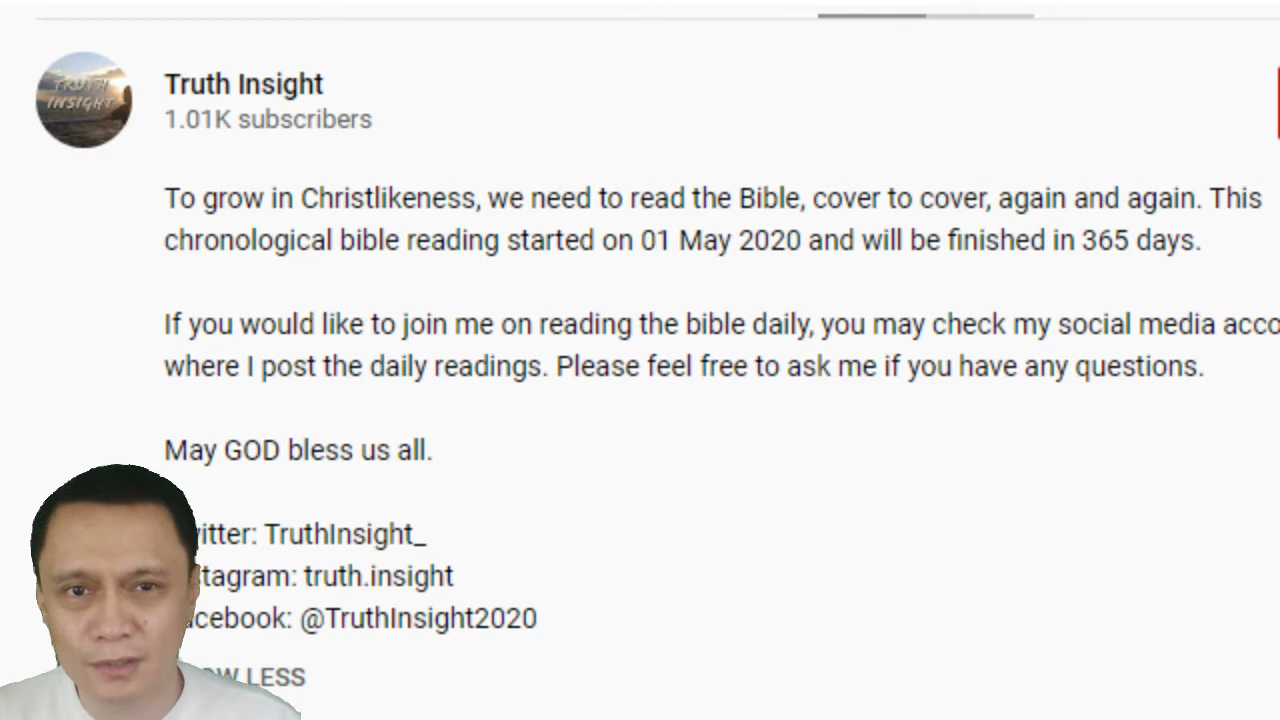 TRUTH
INSIGHT
Truth Insight
1.01K subscribers
To grow in Christlikeness, we need to read the Bible, cover to cover, again and again. This
chronological bible reading started on 01 May 2020 and will be finished in 365 days.
If you would like to join me on reading the bible daily, you may check my social media acco
where I post the daily readings. Please feel free to ask me if you have any questions.
May GOD bless us all.
witter: TruthInsight_
stagram: truth.insight
acebook: @TruthInsight2020
OW LESS